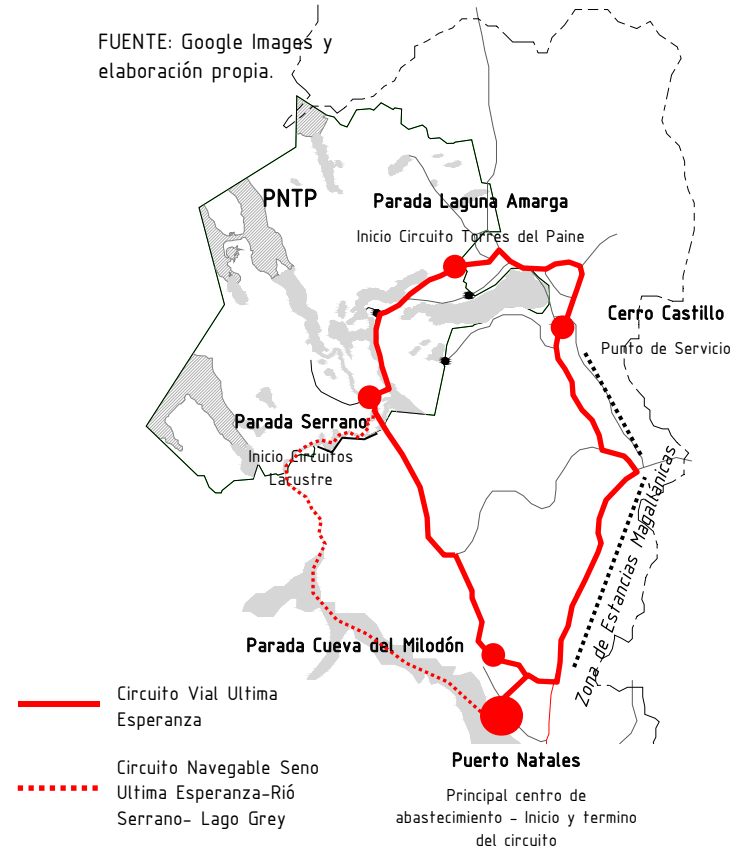 FUENTE: Google Images y
elaboración propia.
PNTP
Parada Laguna Amarga
Inicio Circuito Torres del Paine
Cerro Castillo
Punto de Servicio
Parada Serrano
Inicio Circuitos
Lacustre
Zona de Estancias Magallánicas
Parada Cueva del Milodón
Circuito Vial Ultima
Esperanza
Circuito Navegable Seno
Ultima Esperanza-Rió
Serrano- Lago Grey
Puerto Natales
Principal centro de
abastecimiento - Inicio y termino
del circuito